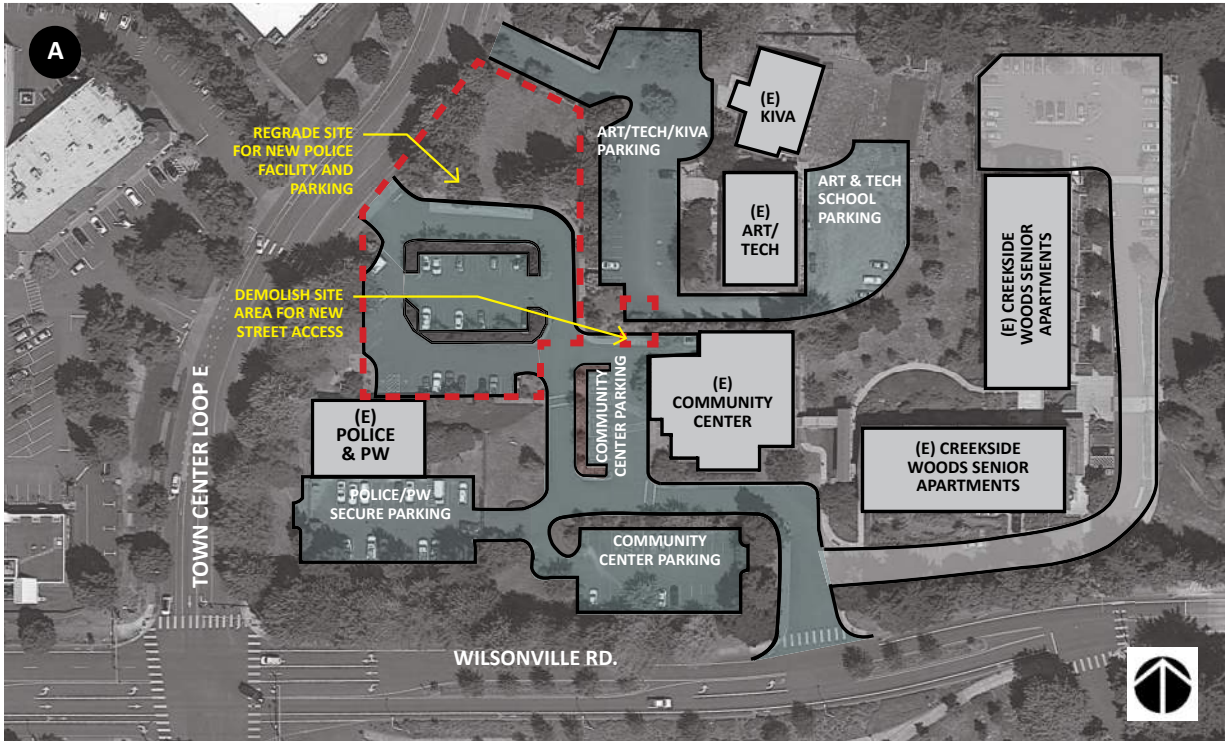 A
REGRADE SITE
FOR NEW POLICE
FACILITY AND
PARKING
ART/TECH/KIVA
PARKING
(E)
KIVA
(E)
ART/
TECH
ART & TECH
SCHOOL
PARKING
(E) CREEKSIDE
WOODS SENIOR
APARTMENTS
DEMOLISH SITE
AREA FOR NEW
STREET ACCESS
TOWN CENTER LOOP E
(E)
POLICE
& PW
COMMUNITY
CENTER PARKING
(E)
COMMUNITY
CENTER
(E) CREEKSIDE
WOODS SENIOR
APARTMENTS
POLICE/PW
SECURE PARKING
COMMUNITY
CENTER PARKING
WILSONVILLE RD.